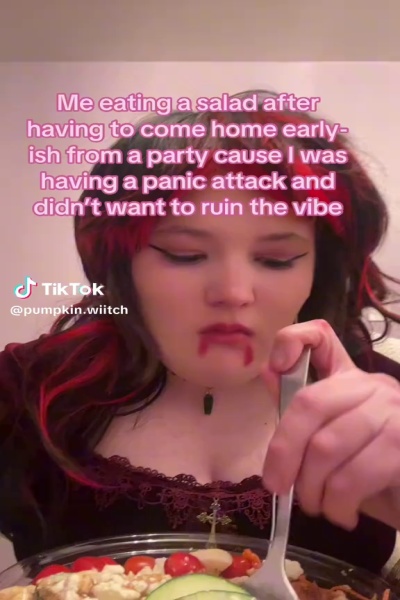 Me eating a salad after
having to come home early-
ish from a party cause I was
having a panic attack and
didn't want to ruin the vibe
TikTok
@pumpkin.wiitch